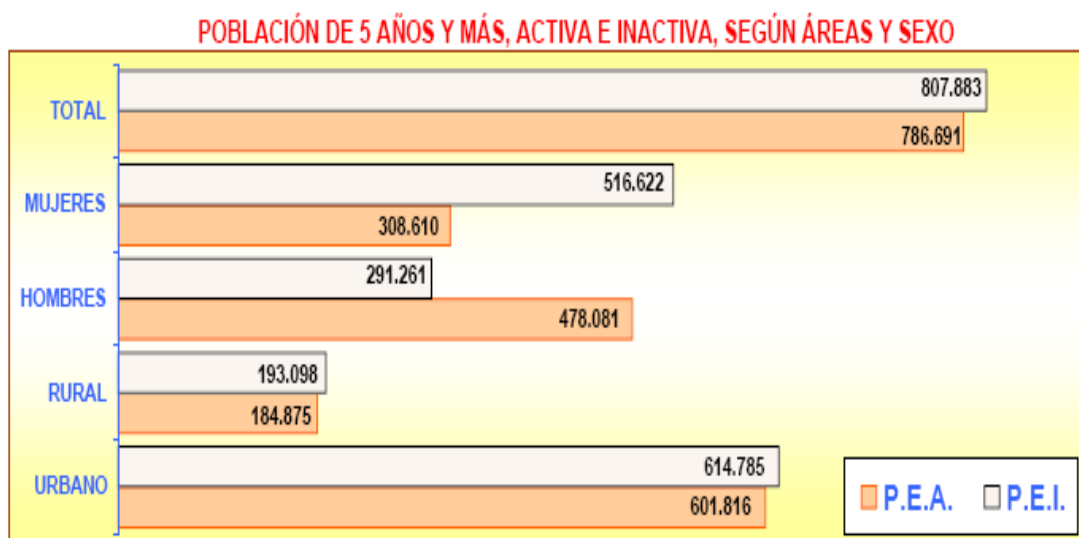 POBLACIÓN DE 5 AÑOS Y MÁS, ACTIVA E INACTIVA, SEGÚN ÁREAS Y SEXO
TOTAL
807.883
786.691
MUJERES
516.622
308.610
HOMBRES
291.261
478.081
RURAL
193.098
184.875
URBANO
614.785
601.816
P.E.A. P.E.I.